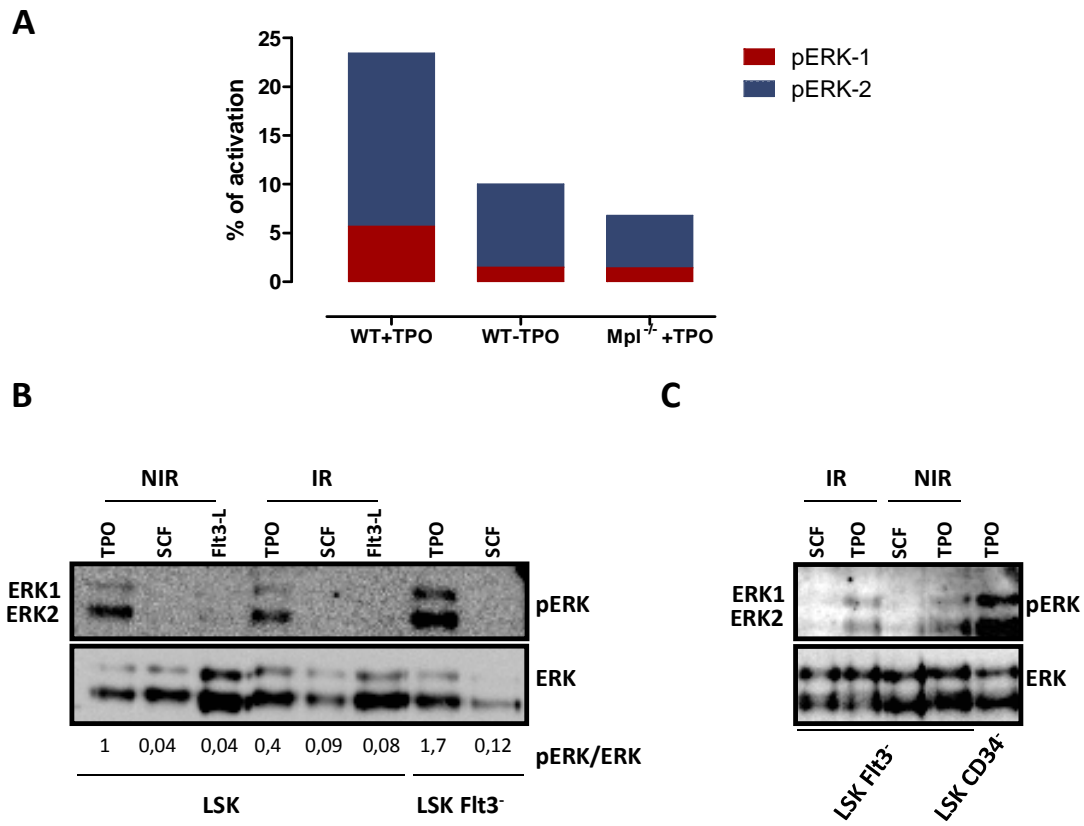 A
% of activation
25
20
15
10
5
0
WT+TPO WT-TPO Mpl-/- +TPO
pERK-1
pERK-2
B
NIR IR
TPO SCF Flt3-L TPO SCF Flt3-L TPO SCF
ERK1
ERK2
pERK
ERK
1 0,04 0,04 0,4 0,09 0,08 1,7 0,12
pERK/ERK
LSK LSK Flt3-
C
IR NIR
SCF TPO SCF TPO TPO
ERK1
ERK2
pERK
ERK
LSK Flt3- LSK CD34-